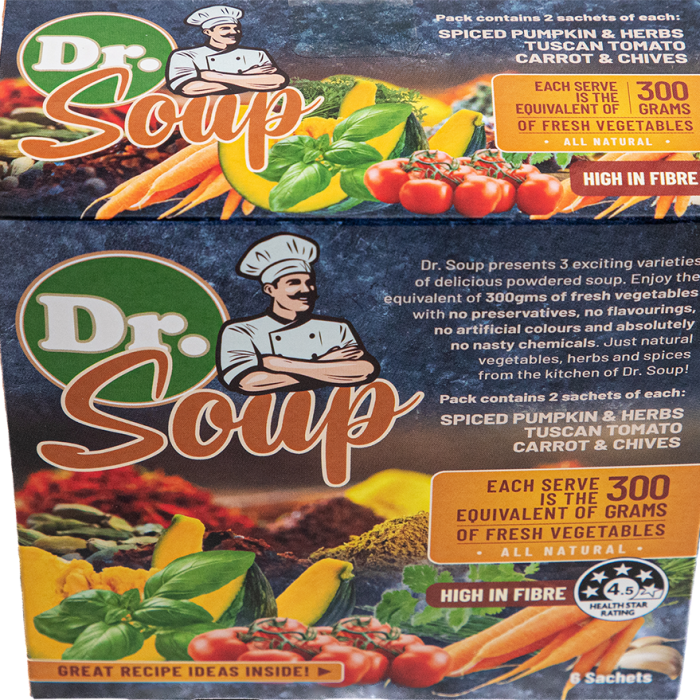 Dr.
Soup
Pack contains 2 sachets of each:
SPICED PUMPKIN & HERBS
TUSCAN TOMATO
CARROT & CHIVES
EACH SERVE
IS THE
EQUIVALENT OF
300
GRAMS
OF FRESH VEGETABLES
• ALL NATURAL •
HIGH IN FIBRE
Dr.
Soup
Dr. Soup presents 3 exciting varieties
of delicious powdered soup. Enjoy the
equivalent of 300gms of fresh vegetables
with no preservatives, no flavourings,
no artificial colours and absolutely
no nasty chemicals. Just natural
vegetables, herbs and spices
from the kitchen of Dr. Soup!
Pack contains 2 sachets of each:
SPICED PUMPKIN & HERBS
TUSCAN TOMATO
CARROT & CHIVES
EACH SERVE
IS THE
EQUIVALENT OF
300
GRAMS
OF FRESH VEGETABLES
• ALL NATURAL •
HIGH IN FIBRE
4.5
HEALTH STAR
RATING
GREAT RECIPE IDEAS INSIDE!
6 Sachets